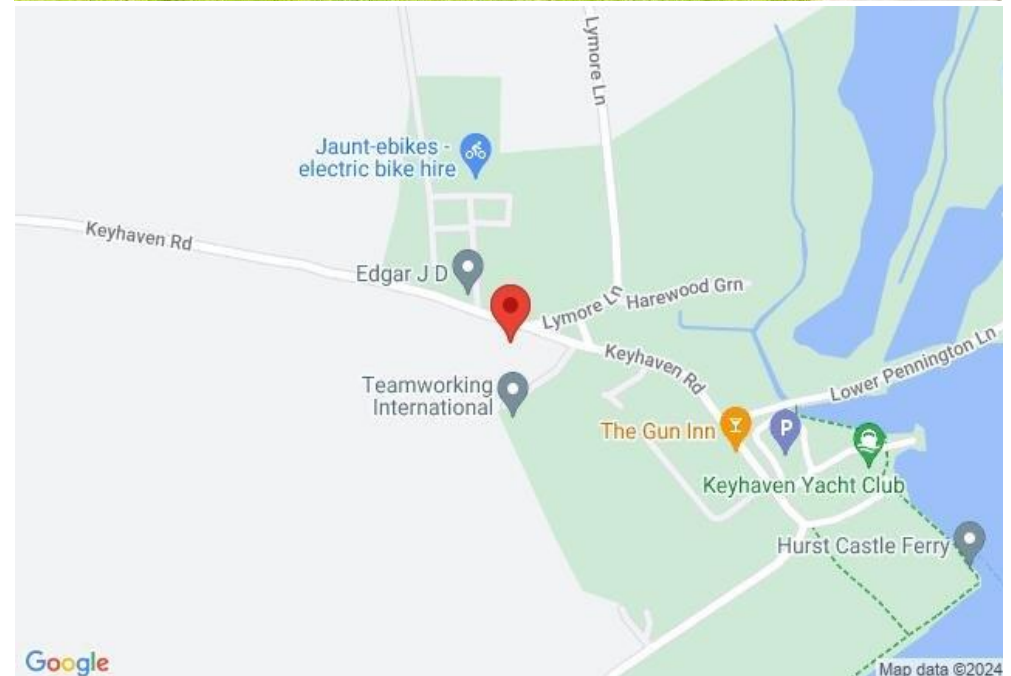 Lymore Ln
Jaunt-ebikes -
electric bike hire
Keyhaven Rd
Edgar J D
Lymore Ln
Harewood Grn
Keyhaven Rd
Lower Pennington Ln
Teamworking
International
The Gun Inn
P
Keyhaven Yacht Club
Hurst Castle Ferry
Google
Map data ©2024